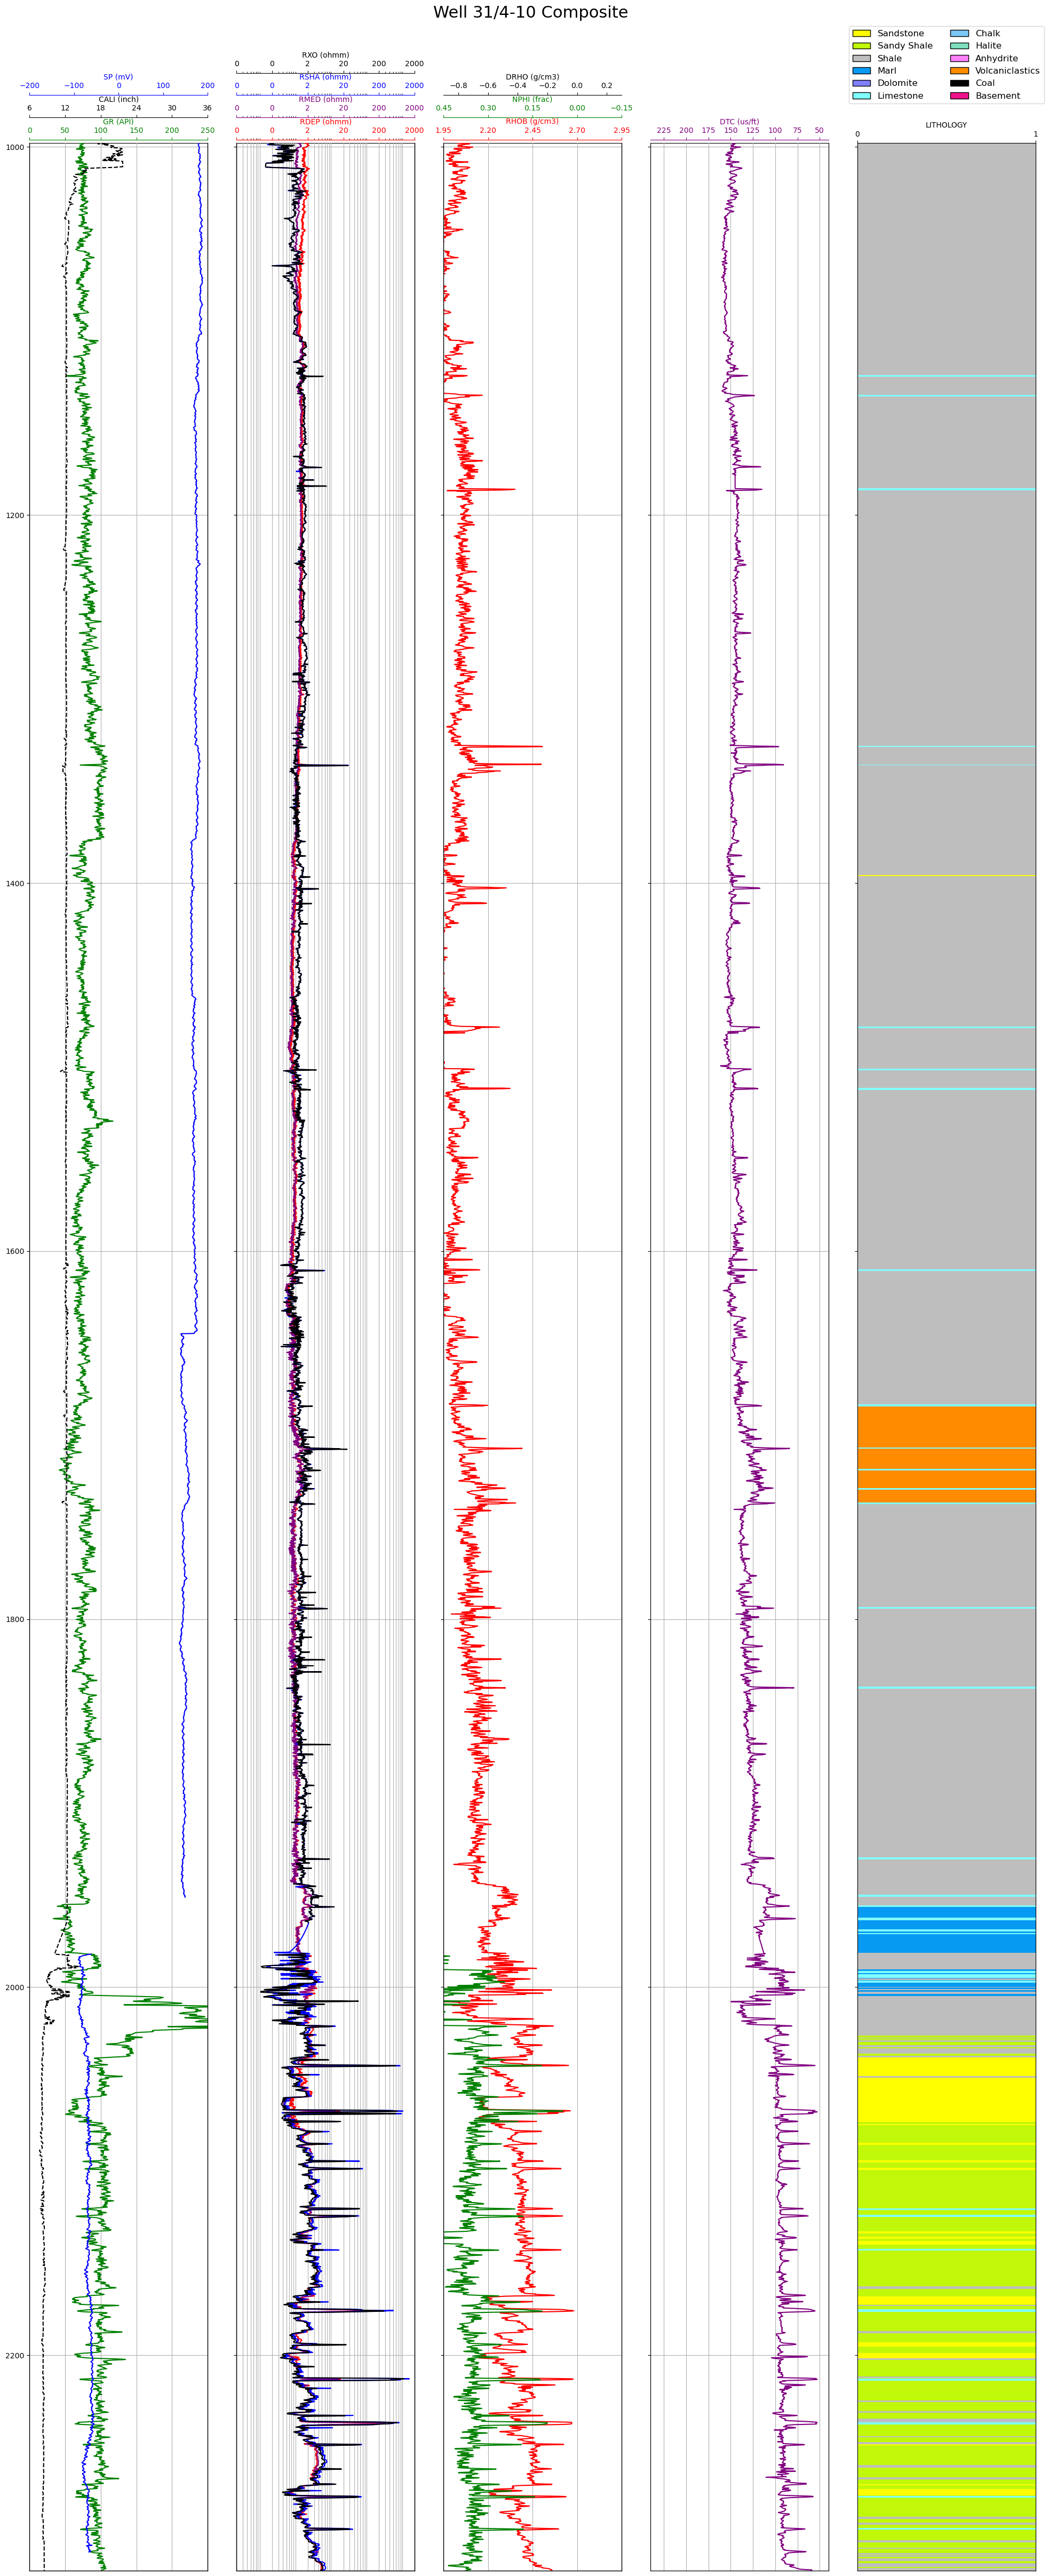 Well 31/4-10 Composite
Sandstone
Sandy Shale
Shale
Marl
Dolomite
Limestone
Chalk
Halite
Anhydrite
Volcaniclastics
Coal
Basement
SP (mV)
−200 −100 0 100 200
CALI (inch)
6 12 18 24 30 36
GR (API)
0 50 100 150 200 250
RXO (ohmm)
0 0 2 20 200 2000
RSHA (ohmm)
0 0 2 20 200 2000
RMED (ohmm)
0 0 2 20 200 2000
RDEP (ohmm)
0 0 2 20 200 2000
DRHO (g/cm3)
−0.8 −0.6 −0.4 −0.2 0.0 0.2
NPHI (frac)
0.45 0.30 0.15 0.00 −0.15
RHOB (g/cm3)
1.95 2.20 2.45 2.70 2.95
DTC (us/ft)
225 200 175 150 125 100 75 50
LITHOLOGY
0 1
1000
1200
1400
1600
1800
2000
2200